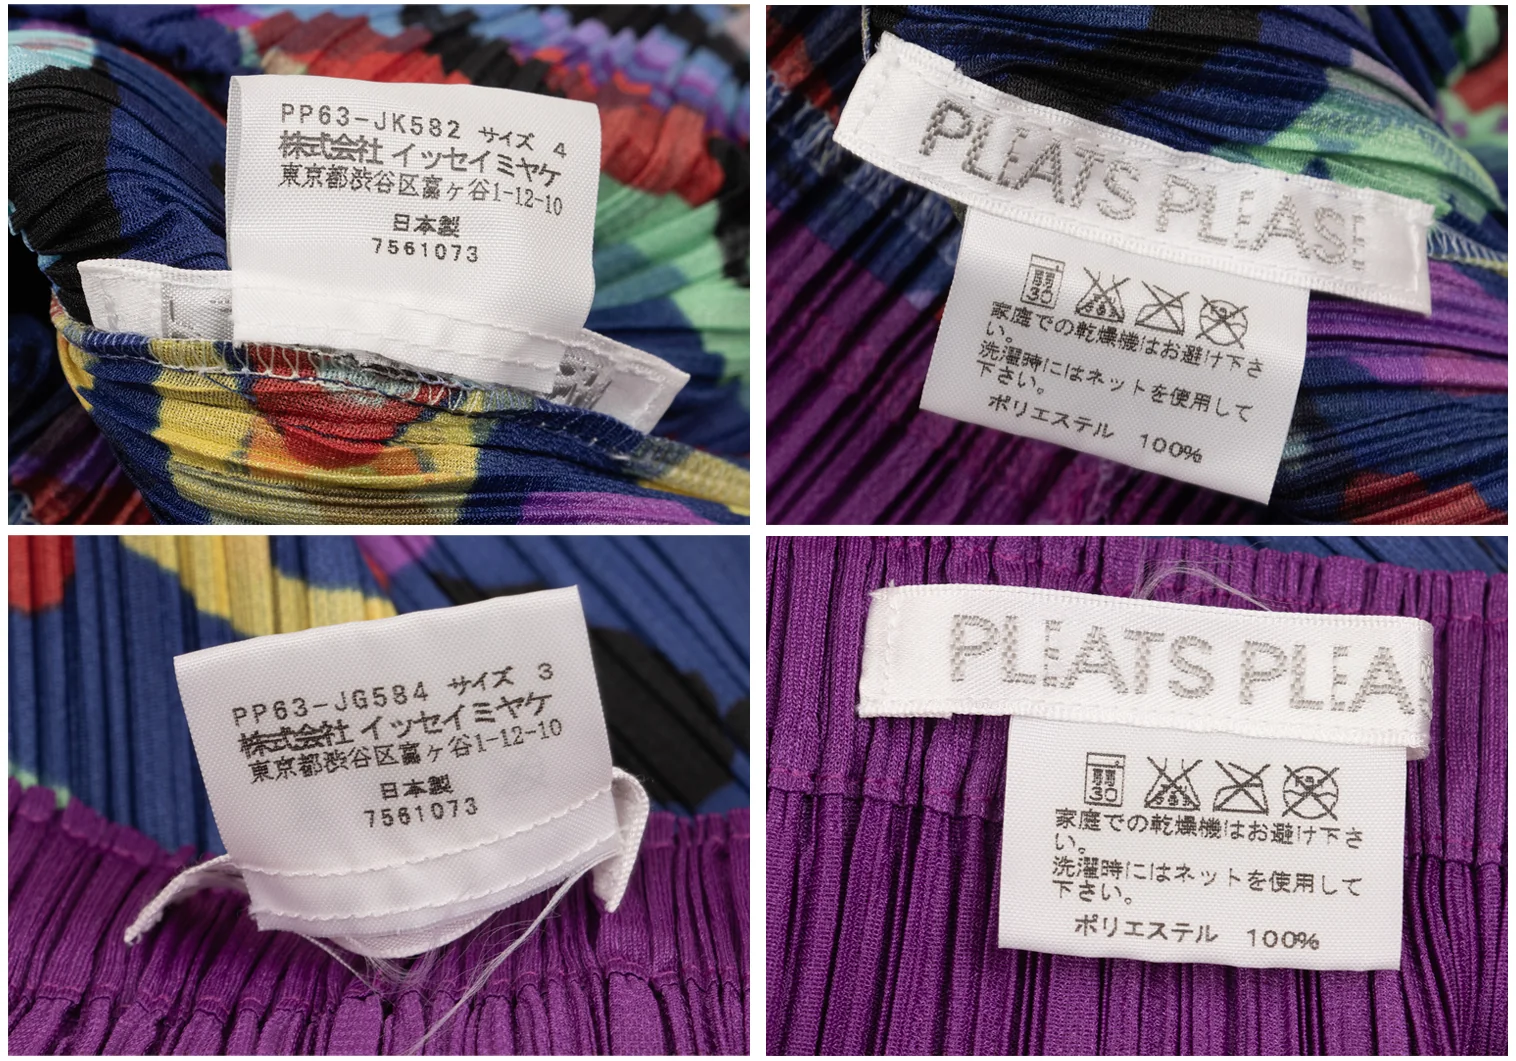 PP63-JK582 サイズ 4
株式会社 イッセイミヤケ
東京都渋谷区富ヶ谷1-12-10
日本製
7561073
PLEATS PLEASE
弱
30
家庭での乾燥機はお避け下さ
い。
洗濯時にはネットを使用して
下さい。
ポリエステル 100%
PP63-JG584 サイズ 3
株式会社 イッセイミヤケ
東京都渋谷区富ヶ谷1-12-10
日本製
7561073
PLEATS PLEAS
弱
30
家庭での乾燥機はお避け下さ
い。
洗濯時にはネットを使用して
下さい。
ポリエステル 100%